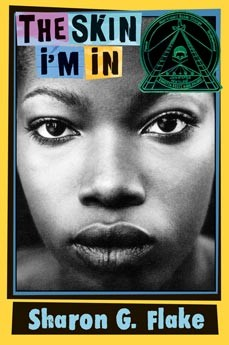 THE SKIN
i'M iN
Sharon G. Flake